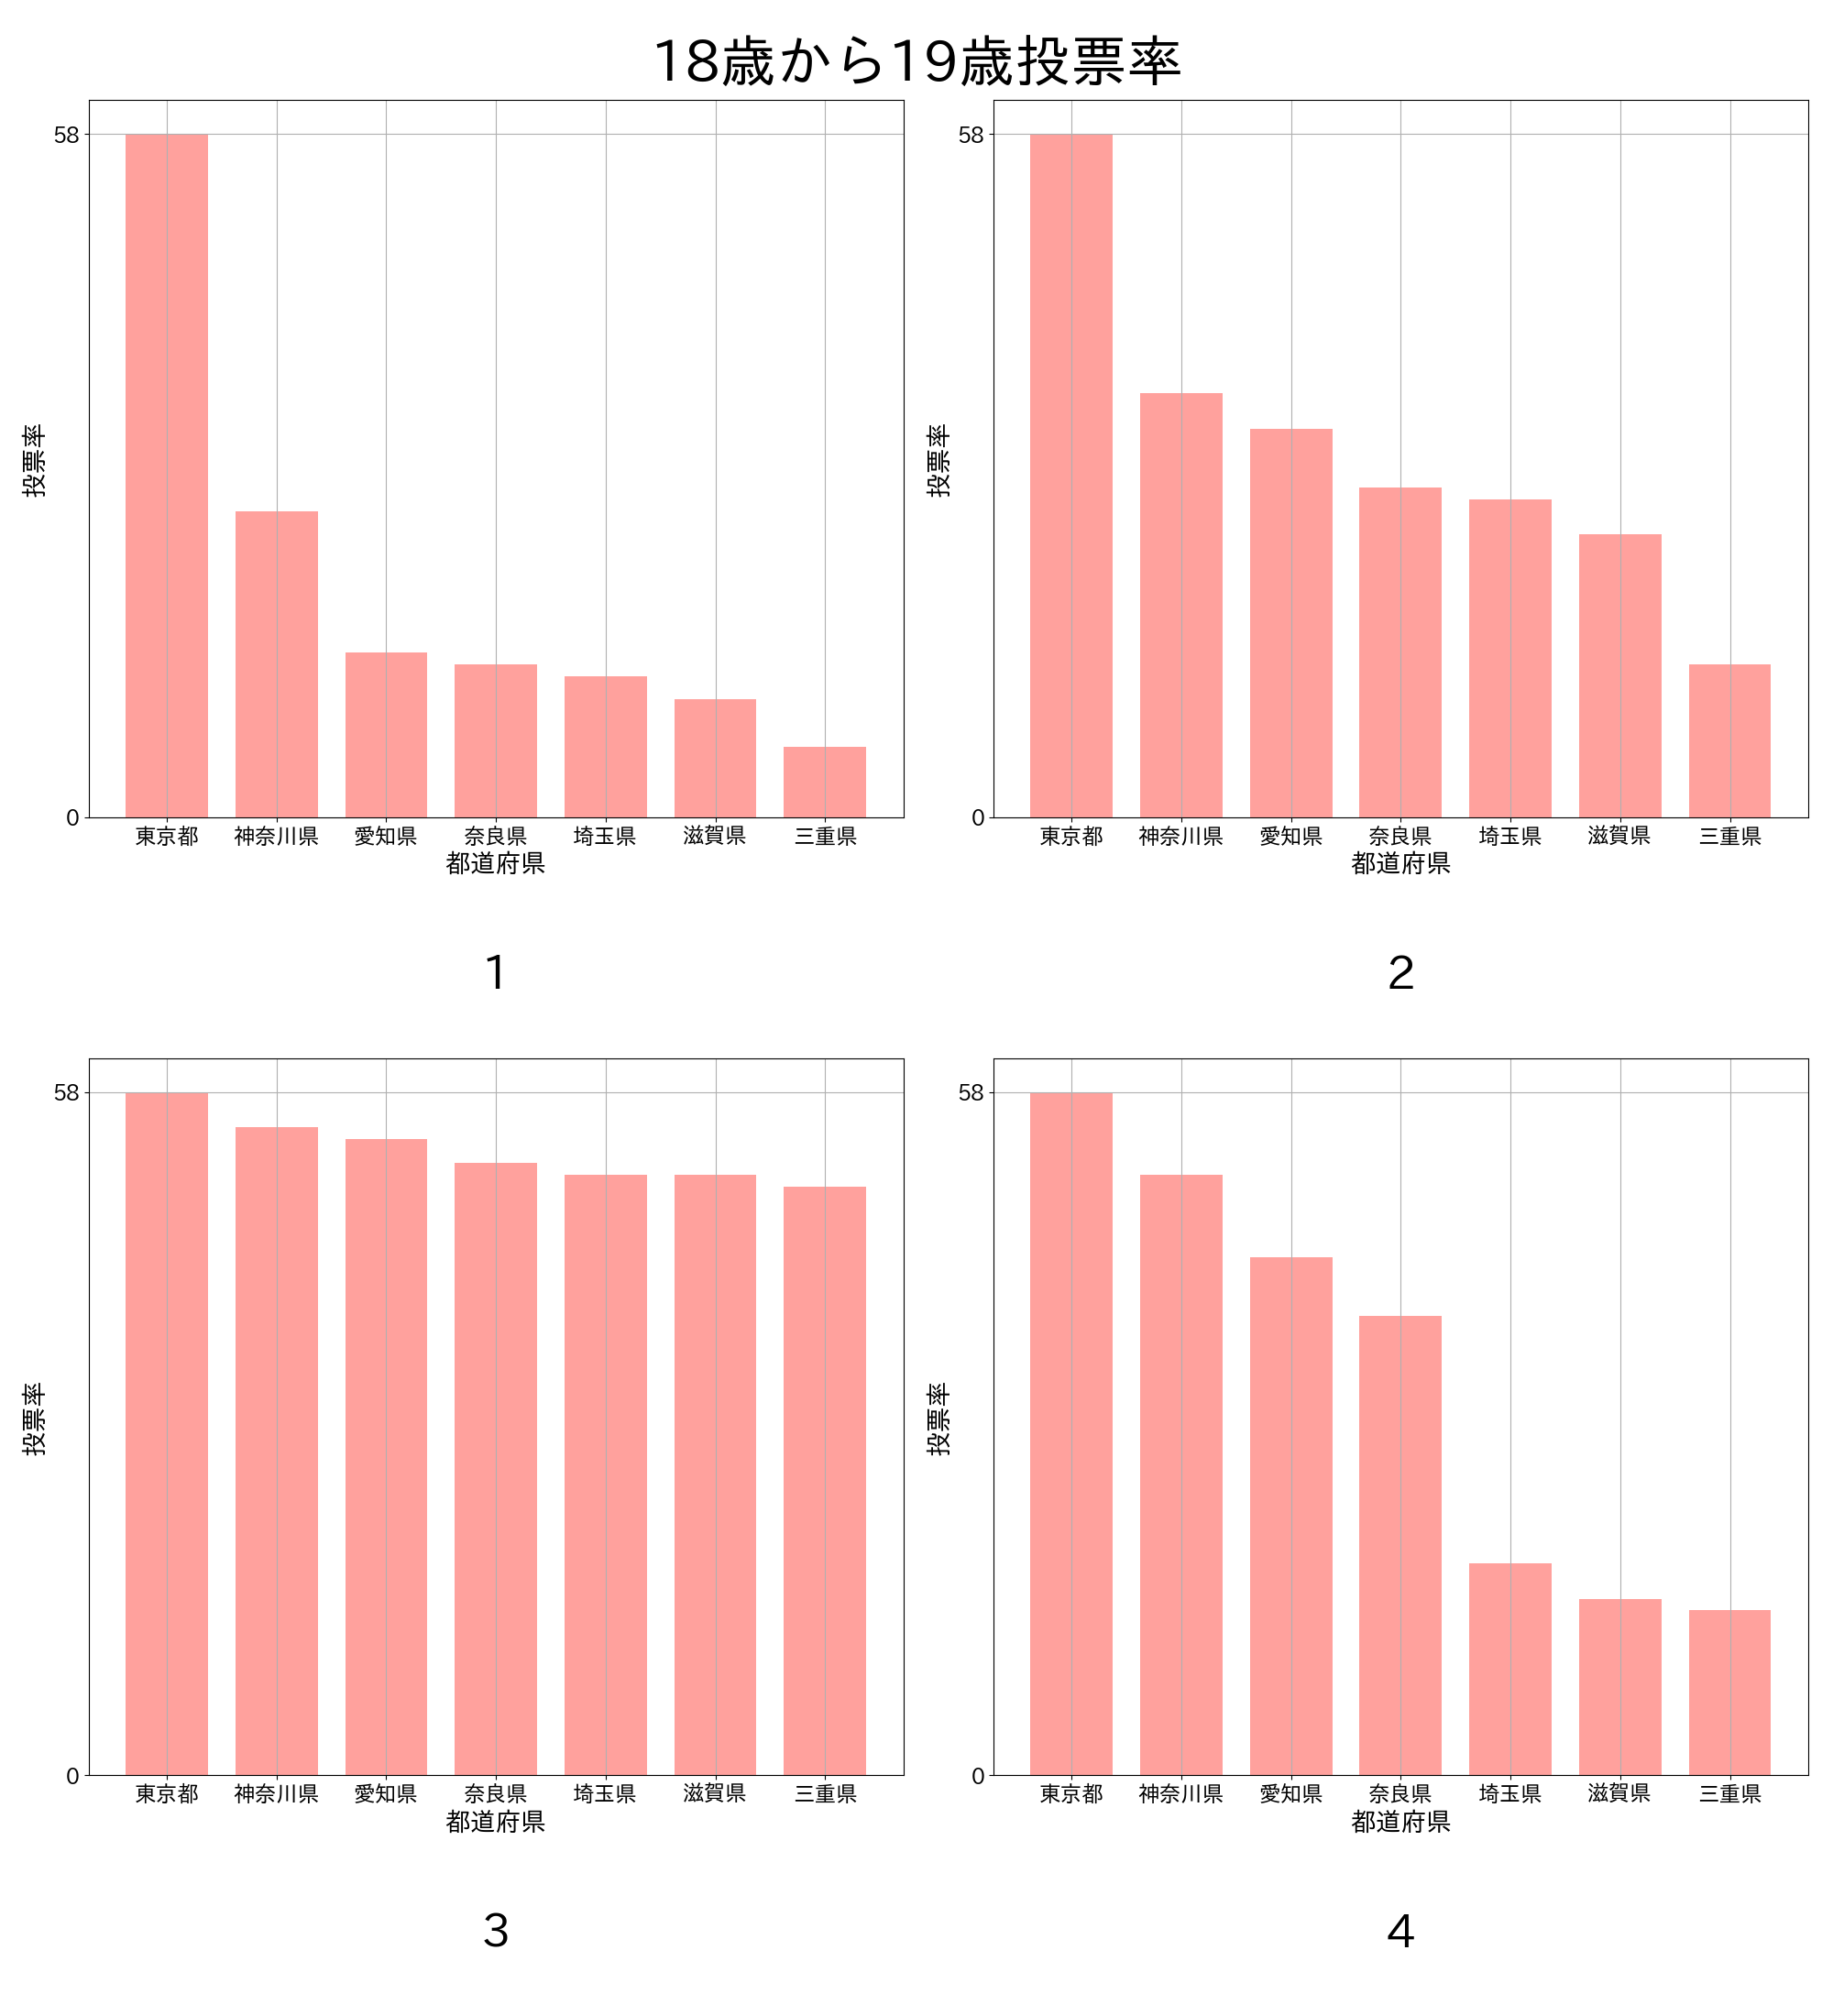 18歳から19歳投票率
58
0
投票率
東京都 神奈川県 愛知県 奈良県 埼玉県 滋賀県 三重県
都道府県
1
58
0
投票率
東京都 神奈川県 愛知県 奈良県 埼玉県 滋賀県 三重県
都道府県
2
58
0
投票率
東京都 神奈川県 愛知県 奈良県 埼玉県 滋賀県 三重県
都道府県
3
58
0
投票率
東京都 神奈川県 愛知県 奈良県 埼玉県 滋賀県 三重県
都道府県
4